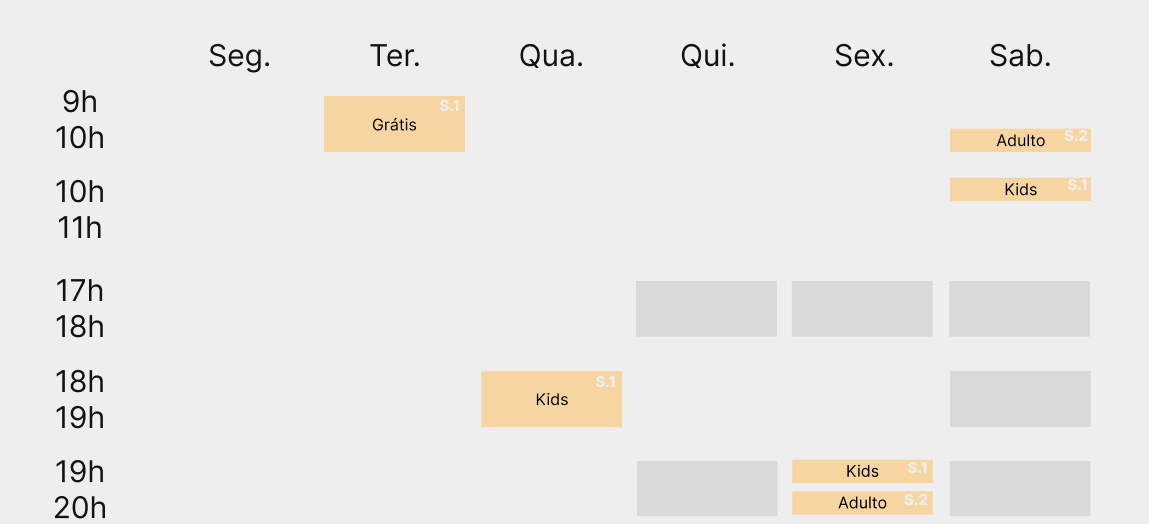 Seg. Ter. Qua. Qui. Sex. Sab.
9h
S.1
Grátis
10h
S.2
Adulto
10h
S.1
Kids
11h
17h
18h
18h
S.1
Kids
19h
19h
S.1
Kids
20h
S.2
Adulto